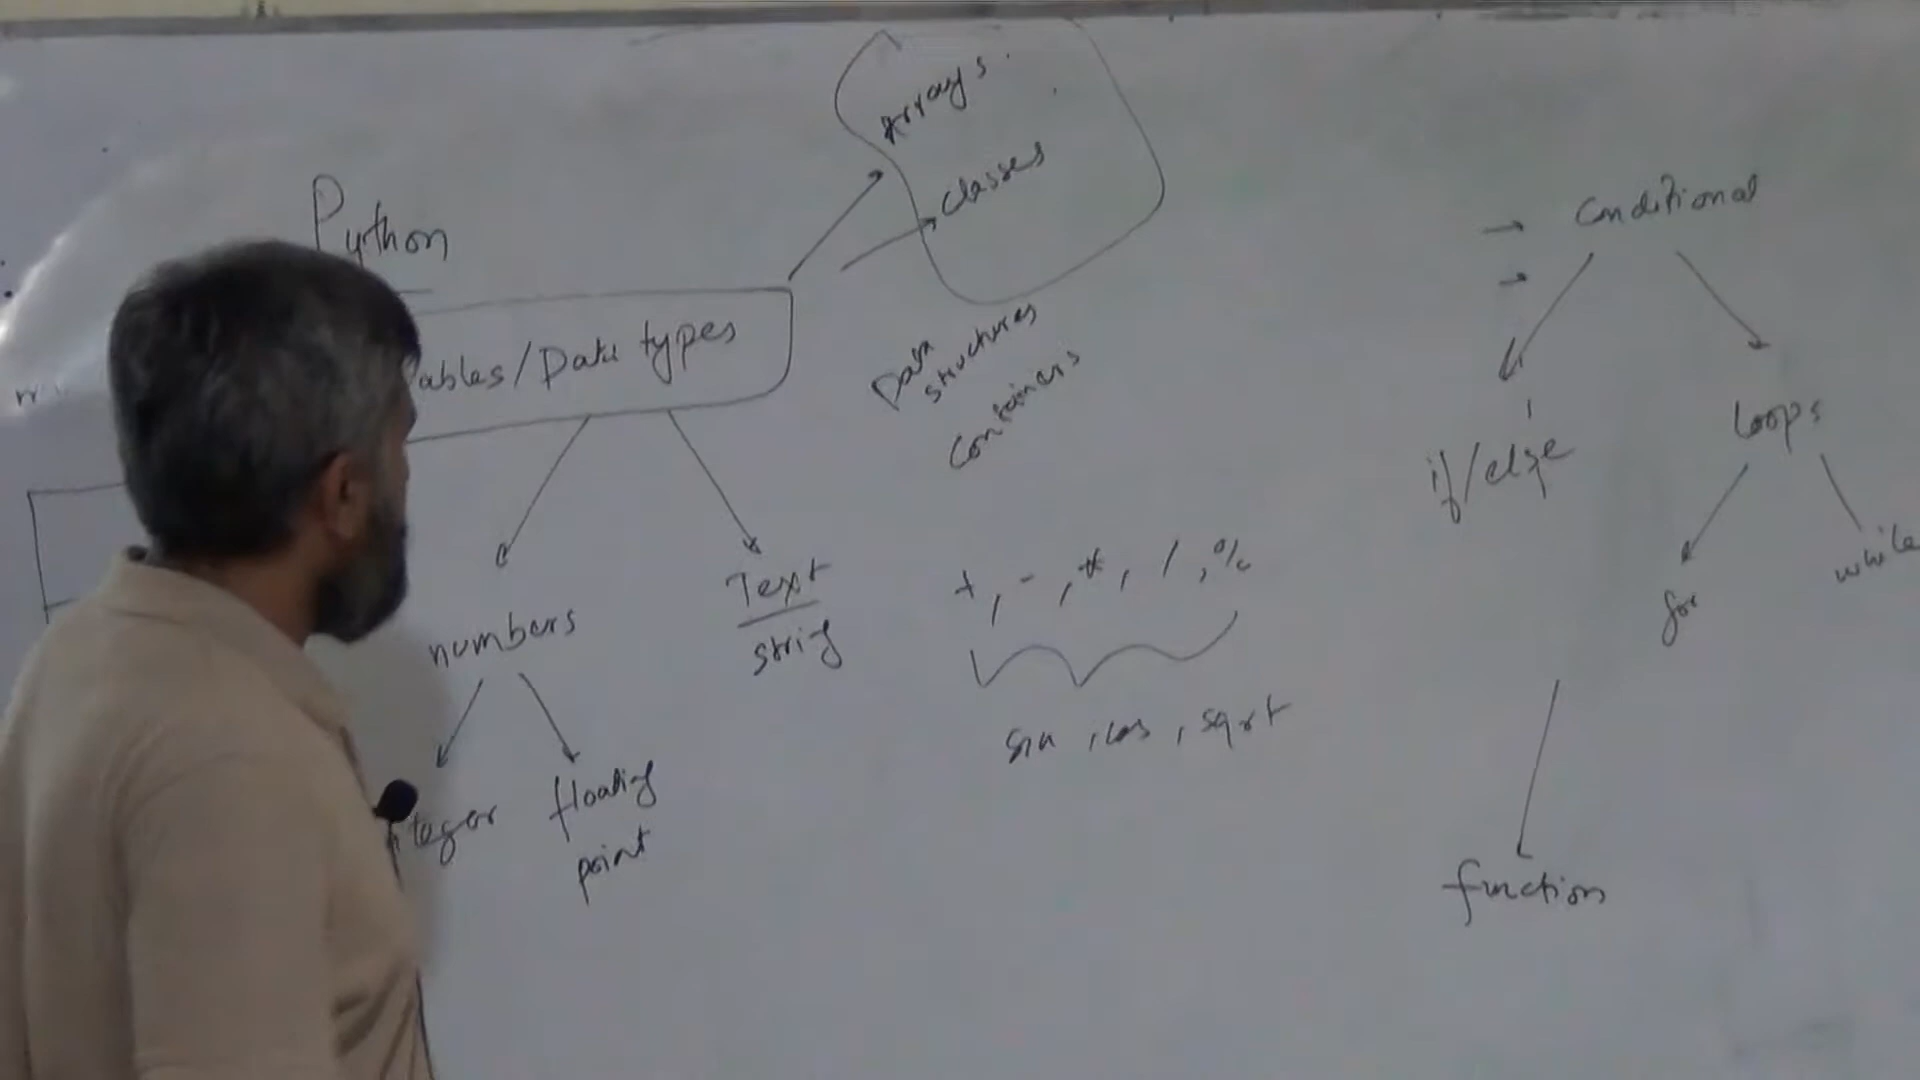 Python
ables/Data types
numbers
Text
string
teger
floating
point
Arrays.
classes
Data
structures
Containers
+, -, *, /, %
sin, cos, sqrt
→ Conditional
→
if/else
loops
for
while
function